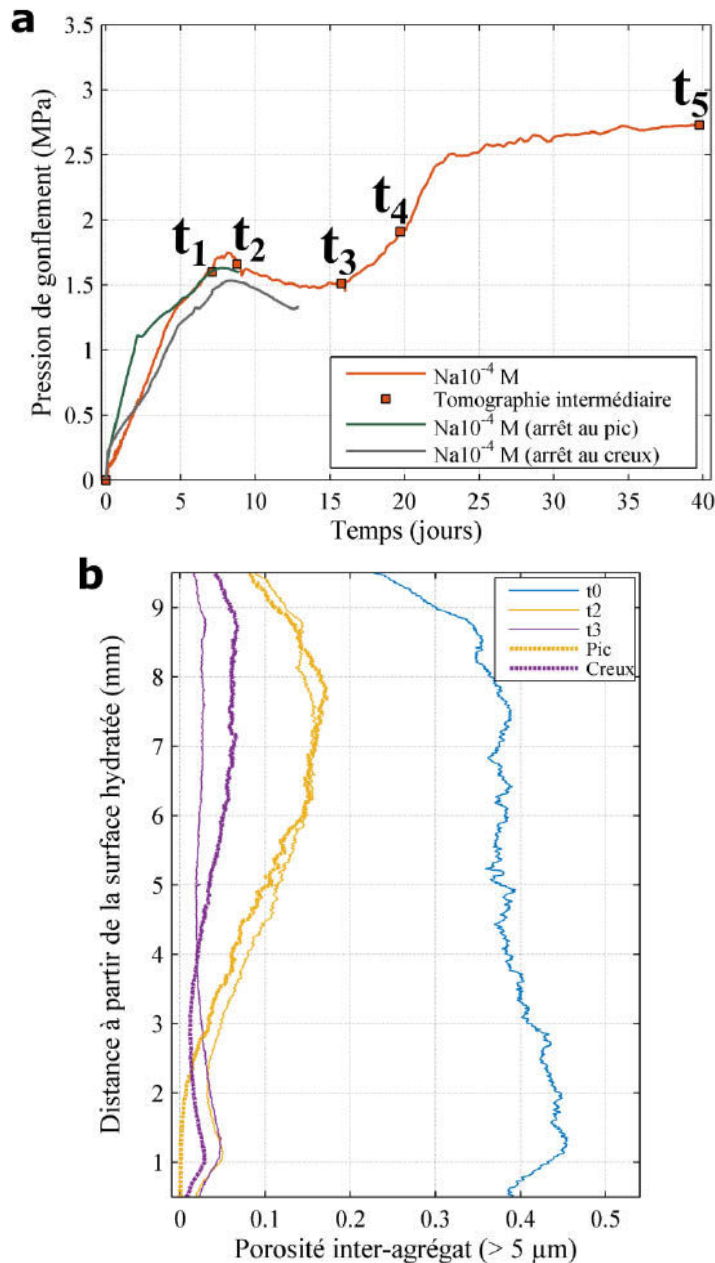 a
3.5
3
2.5
2
1.5
1
0.5
0
Pression de gonflement (MPa)
t1
t2
t3
t4
t5
Na10-4 M
Tomographie intermédiaire
Na10-4 M (arrêt au pic)
Na10-4 M (arrêt au creux)
0 5 10 15 20 25 30 35 40
Temps (jours)
b
9
8
7
6
5
4
3
2
1
Distance à partir de la surface hydratée (mm)
t0
t2
t3
Pic
Creux
0 0.1 0.2 0.3 0.4 0.5
Porosité inter-agrégat (> 5 µm)